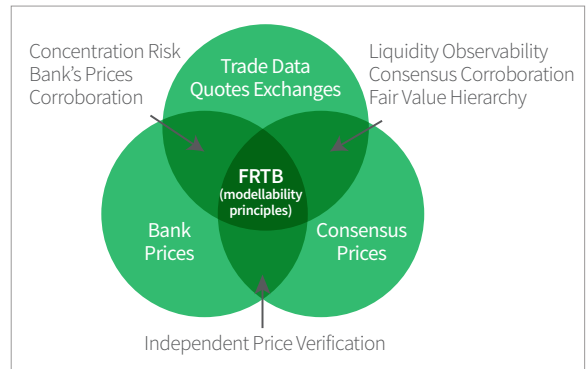 Concentration Risk
Bank's Prices
Corroboration
Trade Data
Quotes Exchanges
Liquidity Observability
Consensus Corroboration
Fair Value Hierarchy
FRTB
(modellability
principles)
Bank
Prices
Consensus
Prices
Independent Price Verification